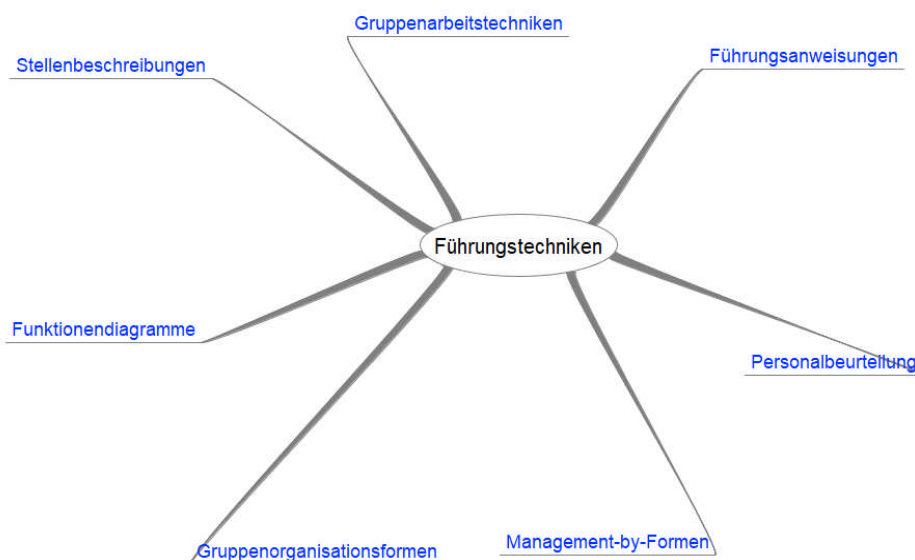 Gruppenarbeitstechniken
Führungsanweisungen
Stellenbeschreibungen
Führungstechniken
Funktionendiagramme
Personalbeurteilung
Management-by-Formen
Gruppenorganisationsformen